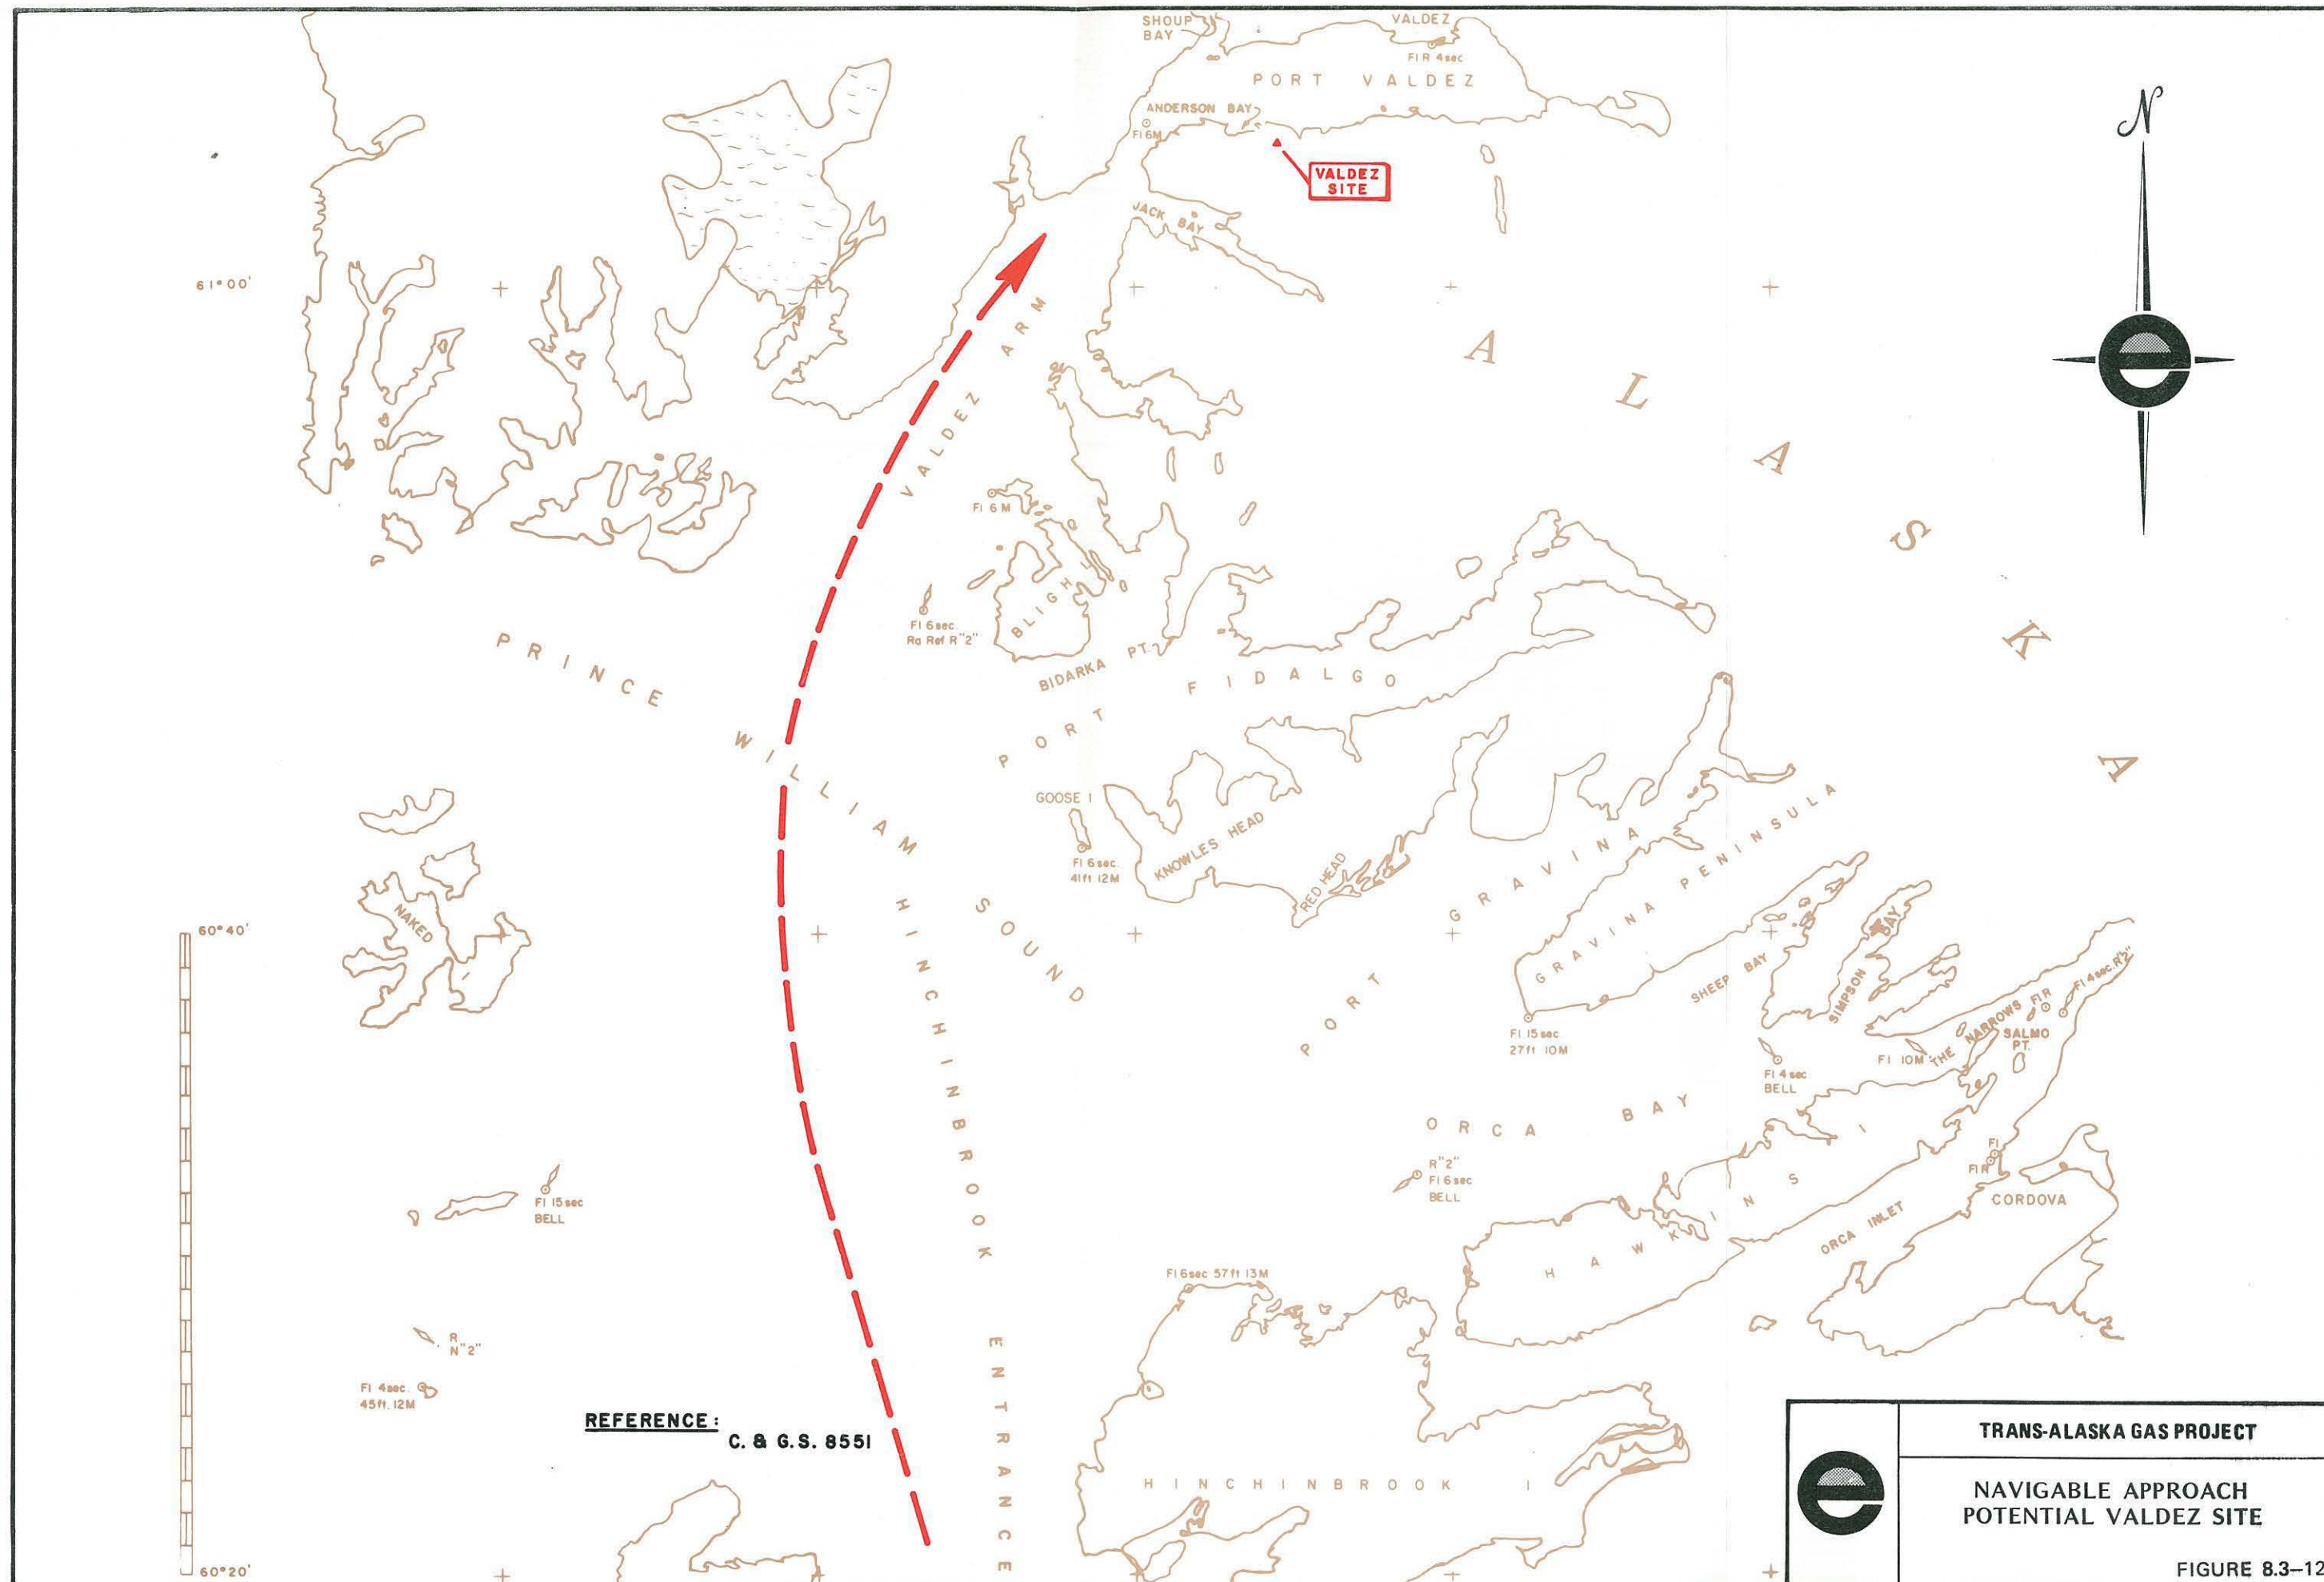 SHOUP
BAY
VALDEZ
Fl R 4sec
PORT VALDEZ
ANDERSON BAY
Fl 6M
VALDEZ
SITE
JACK BAY
N
61°00'
VALDEZ ARM
ALASKA
Fl 6 M
BLIGH I
Fl 6sec.
Ra Ref R"2"
BIDARKA PT.
PORT FIDALGO
PRINCE WILLIAM SOUND
GOOSE I
Fl 6sec.
41ft 12M
KNOWLES HEAD
RED HEAD
PORT GRAVINA
GRAVINA PENINSULA
NAKED
60°40'
HINCHINBROOK ENTRANCE
SHEEP BAY
SIMPSON BAY
Fl 15sec.
27ft 10M
THE NARROWS
Fl R
Fl 4sec. R"2"
SALMO
PT.
Fl 10M
Fl 4sec
BELL
ORCA BAY
R"2"
Fl 6sec
BELL
Fl
Fl R
CORDOVA
ORCA INLET
HAWKINS I
Fl 15sec
BELL
Fl 6sec 57ft 13M
R
N"2"
Fl 4sec.
45ft. 12M
REFERENCE:
C. & G.S. 8551
HINCHINBROOK I
60°20'
e
TRANS-ALASKA GAS PROJECT
NAVIGABLE APPROACH
POTENTIAL VALDEZ SITE
FIGURE 8.3–12